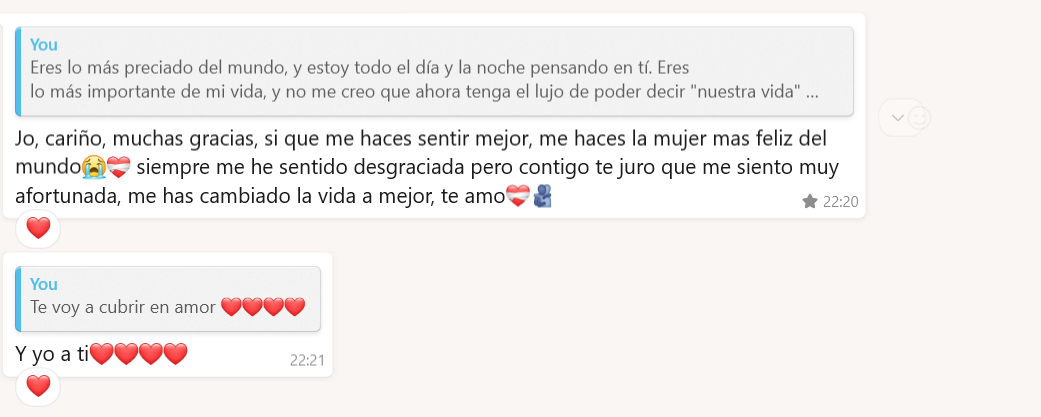 You
Eres lo más preciado del mundo, y estoy todo el día y la noche pensando en tí. Eres
lo más importante de mi vida, y no me creo que ahora tenga el lujo de poder decir "nuestra vida" ...
Jo, cariño, muchas gracias, si que me haces sentir mejor, me haces la mujer mas feliz del
mundo😭❤️‍🩹 siempre me he sentido desgraciada pero contigo te juro que me siento muy
afortunada, me has cambiado la vida a mejor, te amo❤️‍🩹🫂
22:20
❤️
You
Te voy a cubrir en amor ❤️❤️❤️❤️
Y yo a ti❤️❤️❤️❤️
22:21
❤️